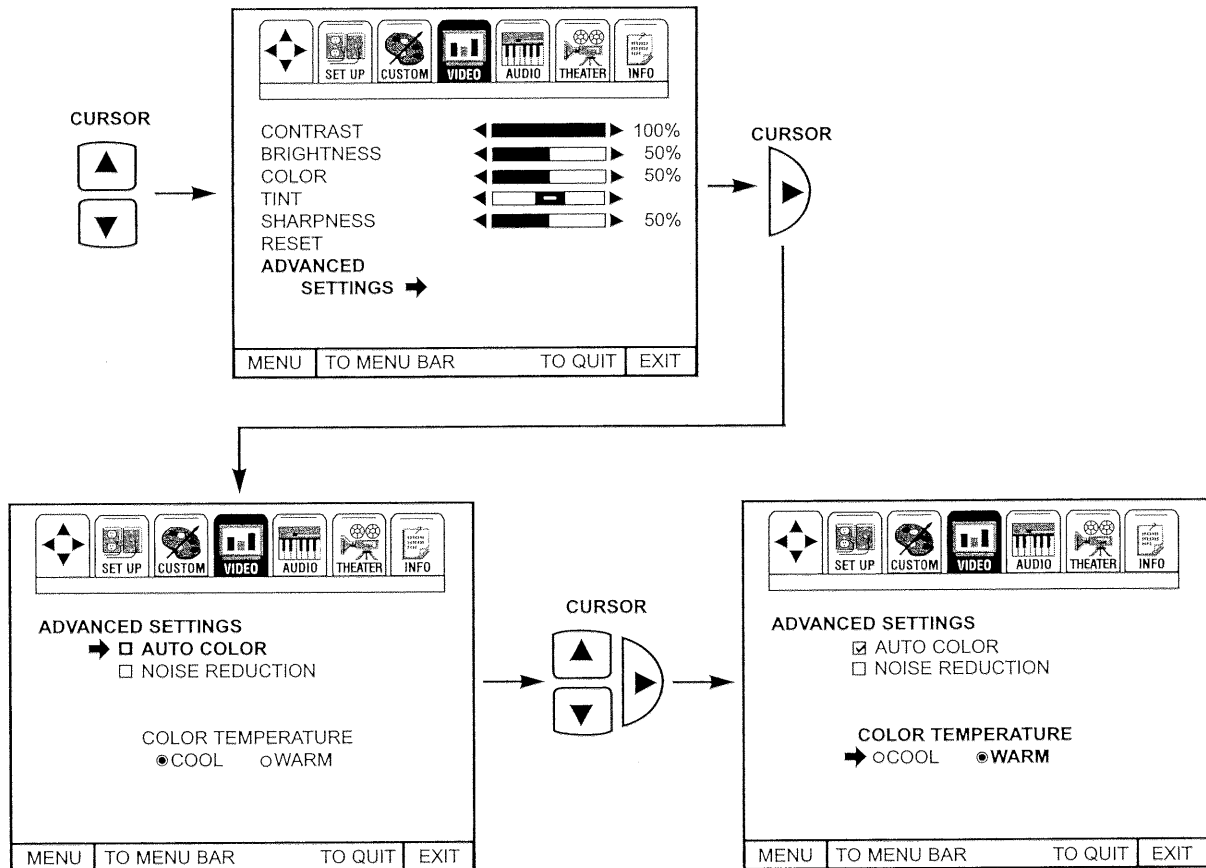 SET UP CUSTOM VIDEO AUDIO THEATER INFO
CURSOR
CONTRAST 100%
BRIGHTNESS 50%
COLOR 50%
TINT
SHARPNESS 50%
RESET
ADVANCED
SETTINGS
MENU TO MENU BAR TO QUIT EXIT
CURSOR
SET UP CUSTOM VIDEO AUDIO THEATER INFO
ADVANCED SETTINGS
AUTO COLOR
NOISE REDUCTION
COLOR TEMPERATURE
COOL WARM
MENU TO MENU BAR TO QUIT EXIT
CURSOR
SET UP CUSTOM VIDEO AUDIO THEATER INFO
ADVANCED SETTINGS
AUTO COLOR
NOISE REDUCTION
COLOR TEMPERATURE
COOL WARM
MENU TO MENU BAR TO QUIT EXIT